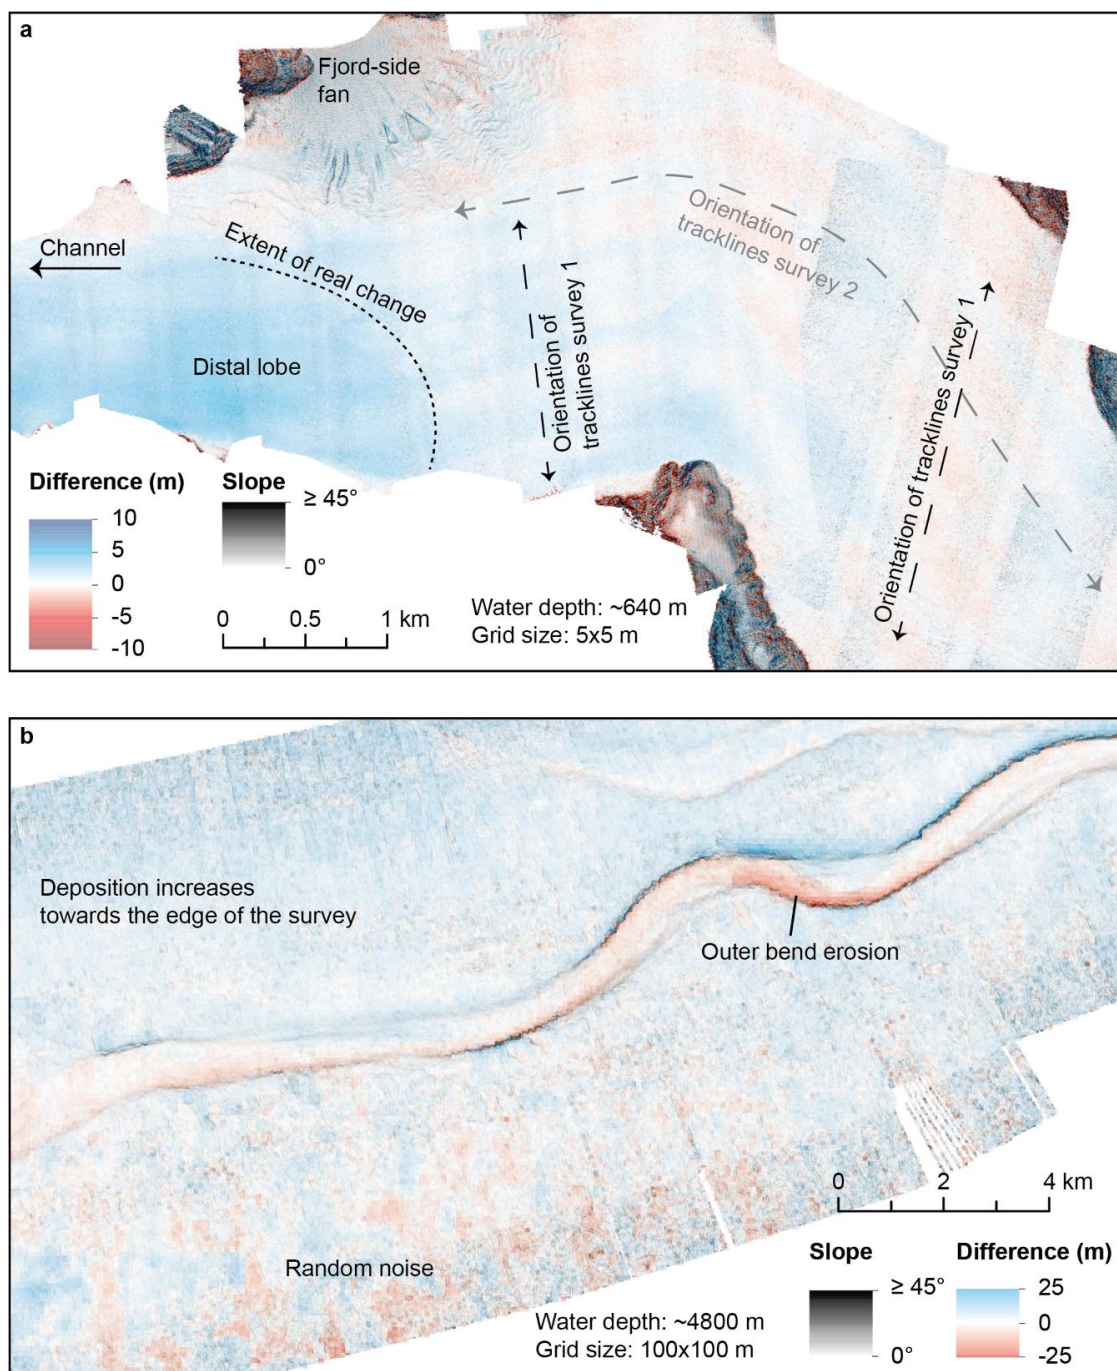 a
Fjord-side
fan
Channel
Extent of real change
Orientation of
tracklines survey 2
Orientation of
tracklines survey 1
Orientation of tracklines survey 1
Distal lobe
Difference (m)
10
5
0
-5
-10
Slope
≥ 45°
0°
0 0.5 1 km
Water depth: ~640 m
Grid size: 5x5 m
b
Deposition increases
towards the edge of the survey
Outer bend erosion
Random noise
0 2 4 km
Water depth: ~4800 m
Grid size: 100x100 m
Slope
≥ 45°
0°
Difference (m)
25
0
-25